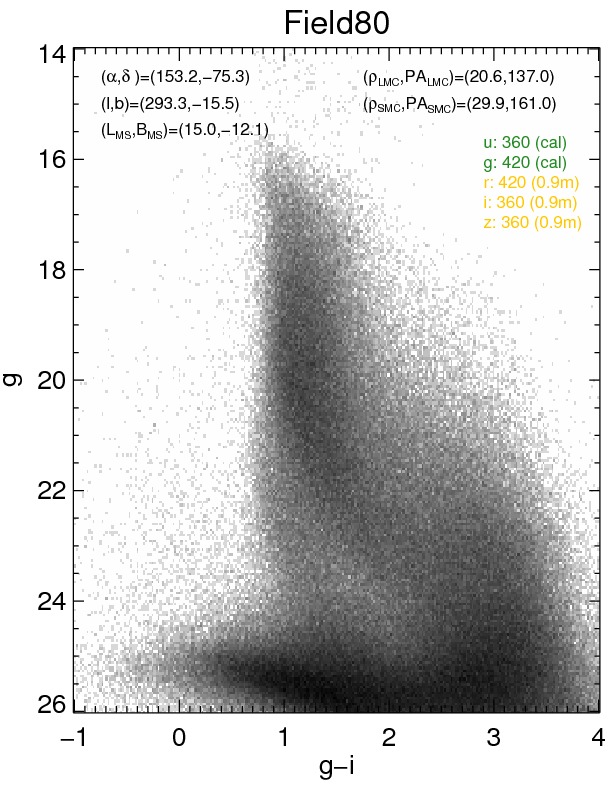 Field80
(α,δ )=(153.2,−75.3)
(ρLMC,PALMC)=(20.6,137.0)
(l,b)=(293.3,−15.5)
(ρSMC,PASMC)=(29.9,161.0)
(LMS,BMS)=(15.0,−12.1)
u: 360 (cal)
g: 420 (cal)
r: 420 (0.9m)
i: 360 (0.9m)
z: 360 (0.9m)
14
16
18
20
22
24
26
g
−1 0 1 2 3 4
g−i